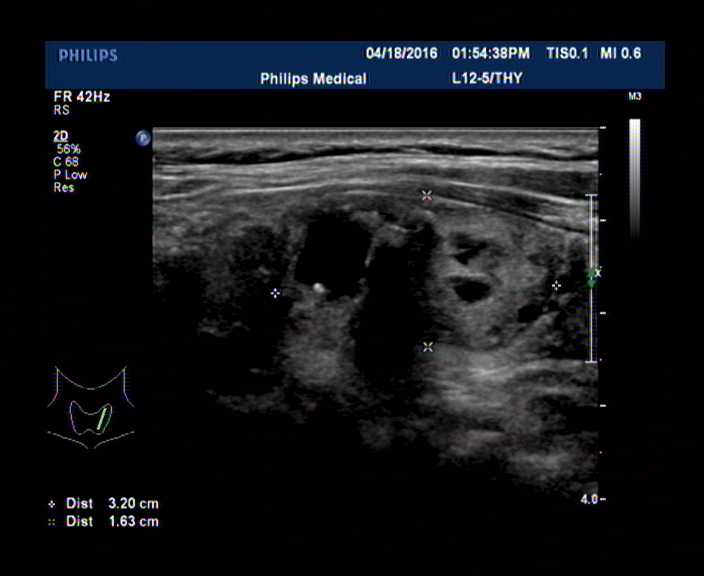 PHILIPS
04/18/2016 01:54:38PM TIS0.1 MI 0.6
Philips Medical L12-5/THY
FR 42Hz
RS
M3
2D
56%
C 68
P Low
Res
P
X
4.0
Dist 3.20 cm
Dist 1.63 cm